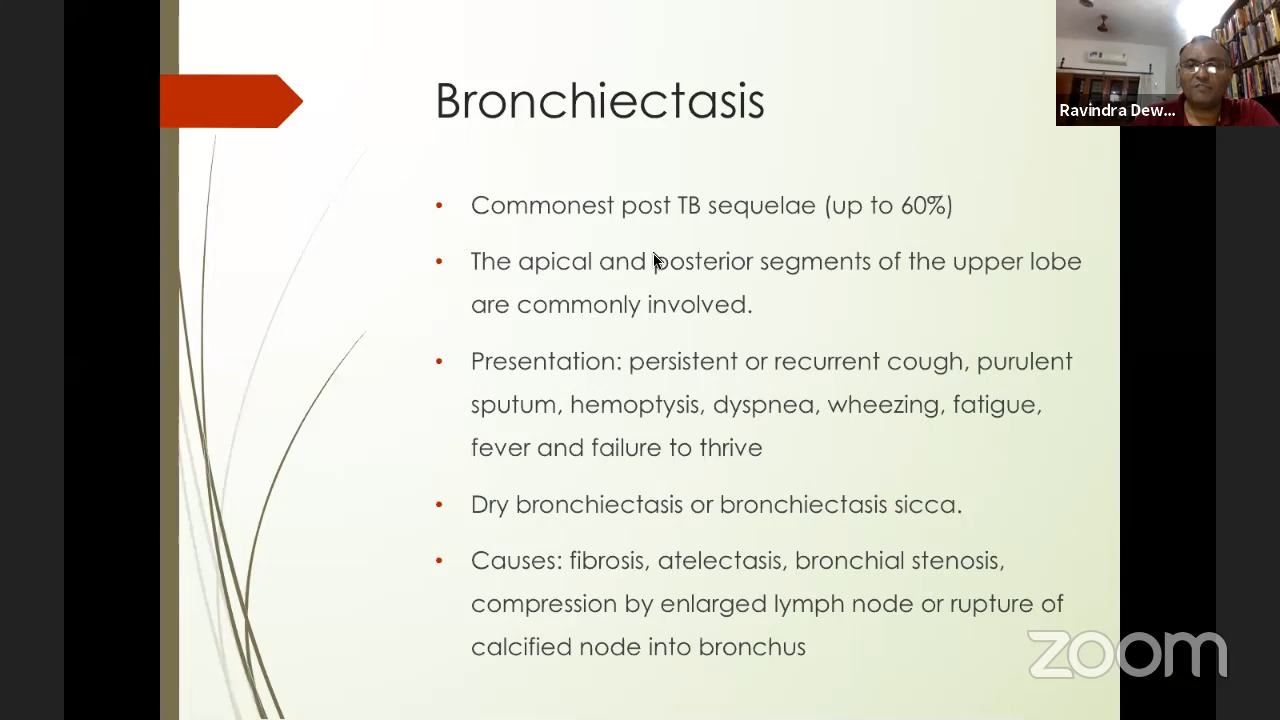 Bronchiectasis
Ravindra Dew...
• Commonest post TB sequelae (up to 60%)
• The apical and posterior segments of the upper lobe
are commonly involved.
• Presentation: persistent or recurrent cough, purulent
sputum, hemoptysis, dyspnea, wheezing, fatigue,
fever and failure to thrive
• Dry bronchiectasis or bronchiectasis sicca.
• Causes: fibrosis, atelectasis, bronchial stenosis,
compression by enlarged lymph node or rupture of
calcified node into bronchus
zoom